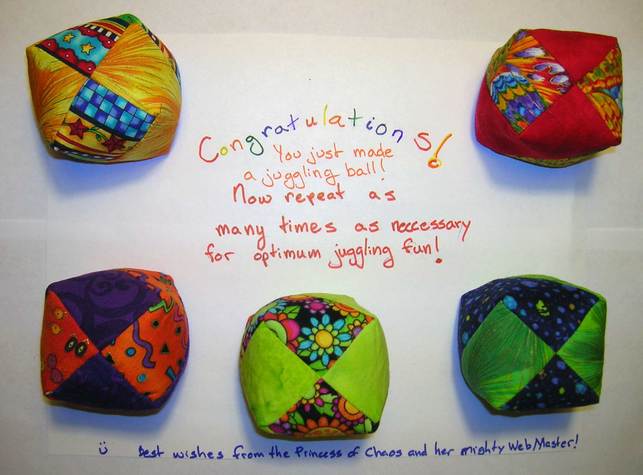 Congratulations!
You just made
a juggling ball!
Now repeat as
many times as neccessary
for optimum juggling fun!
Best wishes from the Princess of Chaos and her mighty WebMaster!